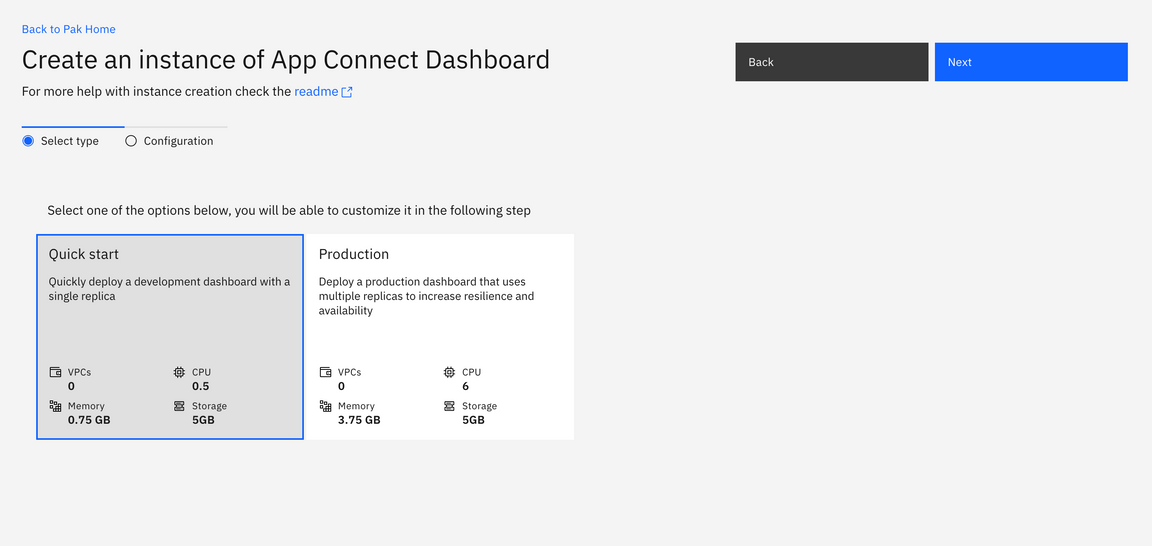 Back to Pak Home
Create an instance of App Connect Dashboard
Back
Next
For more help with instance creation check the readme
Select type
Configuration
Select one of the options below, you will be able to customize it in the following step
Quick start
Quickly deploy a development dashboard with a
single replica
VPCs
0
CPU
0.5
Memory
0.75 GB
Storage
5GB
Production
Deploy a production dashboard that uses
multiple replicas to increase resilience and
availability
VPCs
0
CPU
6
Memory
3.75 GB
Storage
5GB